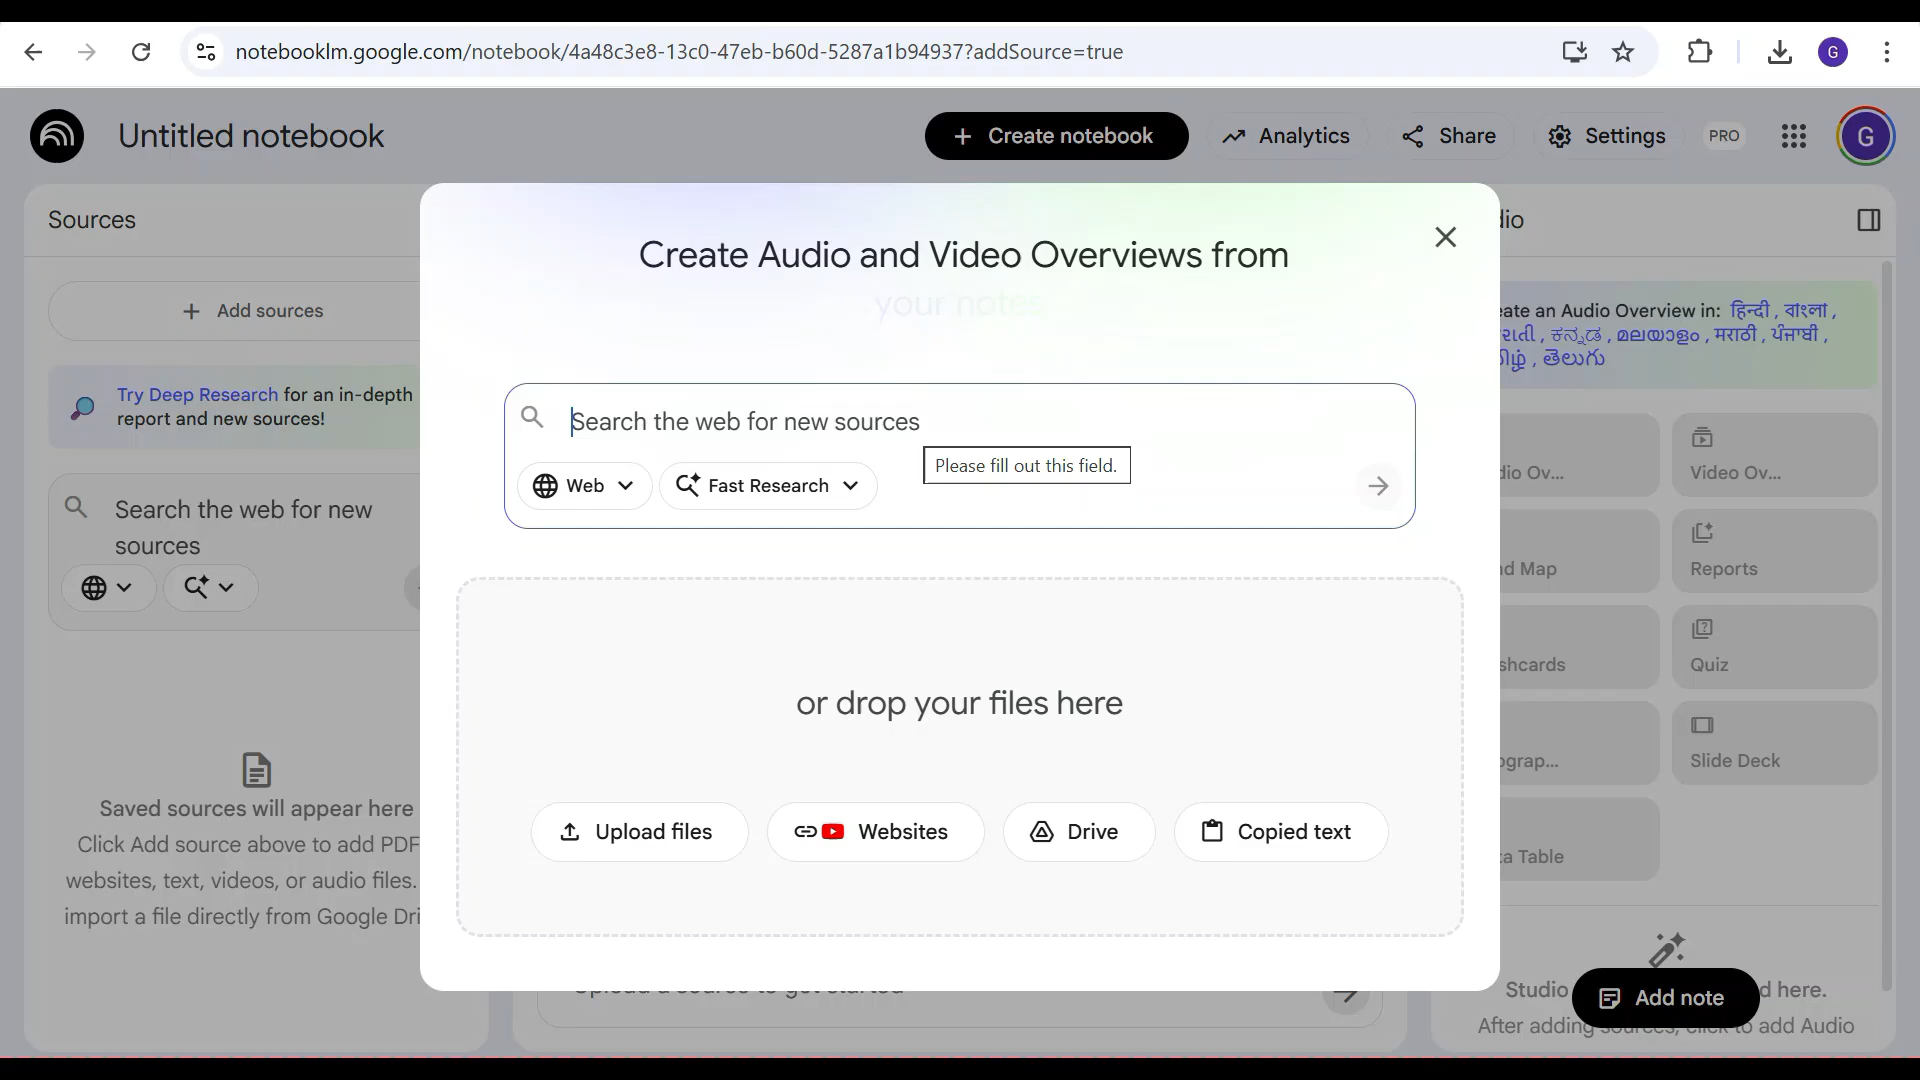 notebooklm.google.com/notebook/4a48c3e8-13c0-47eb-b60d-5287a1b94937?addSource=true
G
Untitled notebook
Create notebook
Analytics
Share
Settings
PRO
G
Sources
Add sources
Try Deep Research for an in-depth
report and new sources!
Search the web for new
sources
Saved sources will appear here
Click Add source above to add PDF
websites, text, videos, or audio files.
import a file directly from Google Dri
Create Audio and Video Overviews from
your notes
Search the web for new sources
Please fill out this field.
Web
Fast Research
or drop your files here
Upload files
Websites
Drive
Copied text
dio
eate an Audio Overview in: हिन्दी , বাংলা ,
ಕನ್ನಡ , മലയാളം , मराठी , ਪੰਜਾਬੀ ,
తెలుగు
dio Ov...
Video Ov...
d Map
Reports
shcards
Quiz
ograp...
Slide Deck
a Table
Studio
d here.
Add note
After adding sources, click to add Audio
Upload a source to get started